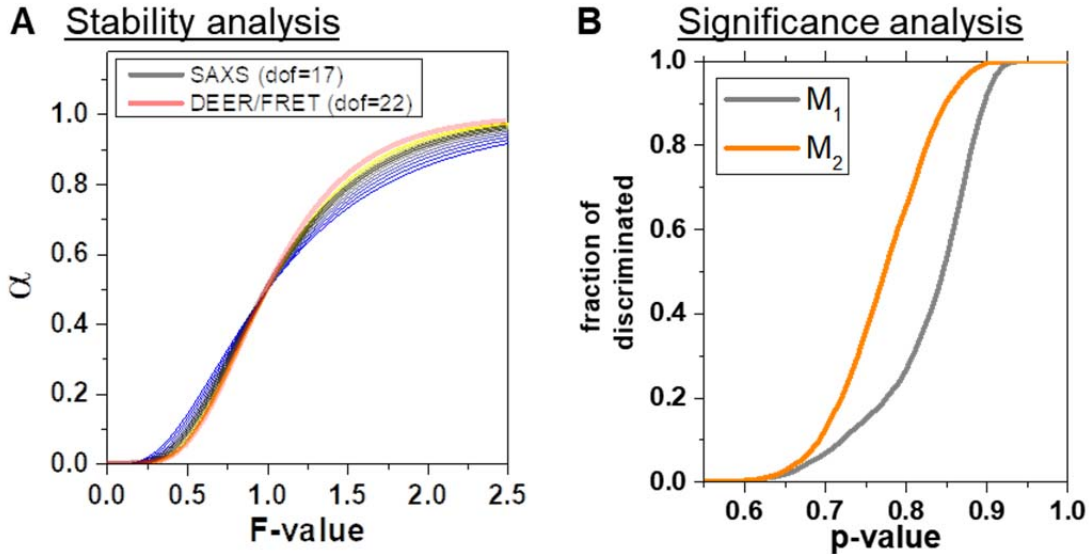 A Stability analysis
SAXS (dof=17)
DEER/FRET (dof=22)
1.0
0.8
0.6
0.4
0.2
0.0
α
0.0 0.5 1.0 1.5 2.0 2.5
F-value
B Significance analysis
M₁
M₂
1.0
0.8
0.6
0.4
0.2
0.0
fraction of
discriminated
0.6 0.7 0.8 0.9 1.0
p-value